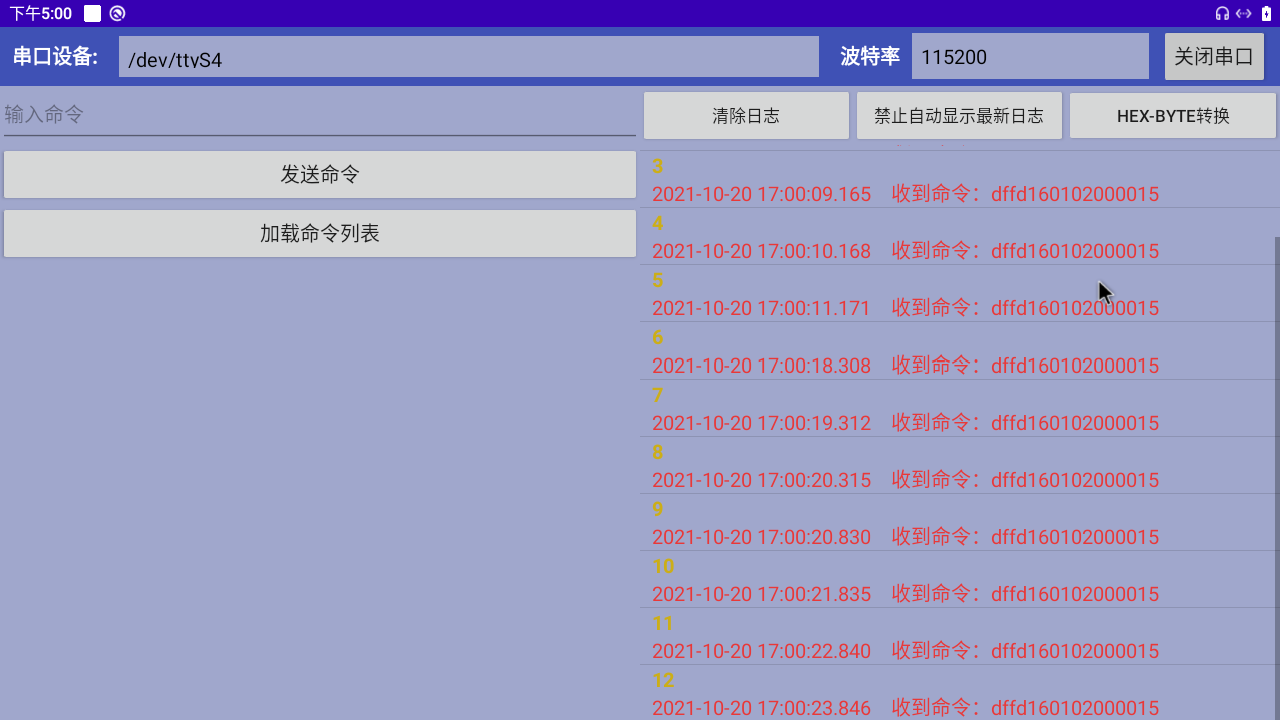 下午5:00
串口设备:
/dev/ttyS4
波特率
115200
关闭串口
输入命令
发送命令
加载命令列表
清除日志
禁止自动显示最新日志
HEX-BYTE转换
3
2021-10-20 17:00:09.165 收到命令：dffd160102000015
4
2021-10-20 17:00:10.168 收到命令：dffd160102000015
5
2021-10-20 17:00:11.171 收到命令：dffd160102000015
6
2021-10-20 17:00:18.308 收到命令：dffd160102000015
7
2021-10-20 17:00:19.312 收到命令：dffd160102000015
8
2021-10-20 17:00:20.315 收到命令：dffd160102000015
9
2021-10-20 17:00:20.830 收到命令：dffd160102000015
10
2021-10-20 17:00:21.835 收到命令：dffd160102000015
11
2021-10-20 17:00:22.840 收到命令：dffd160102000015
12
2021-10-20 17:00:23.846 收到命令：dffd160102000015